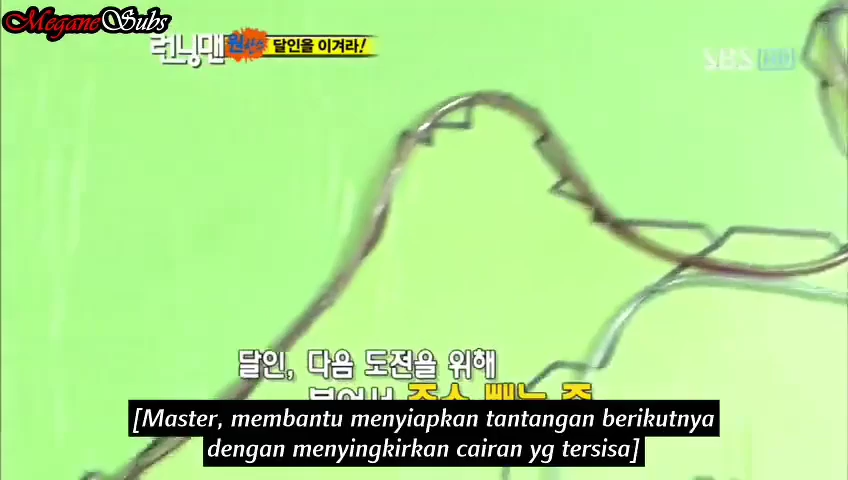 MeganeSubs
런닝맨 달인을 이겨라!
SBS HD
달인, 다음 도전을 위해
[Master, membantu menyiapkan tantangan berikutnya
dengan menyingkirkan cairan yg tersisa]